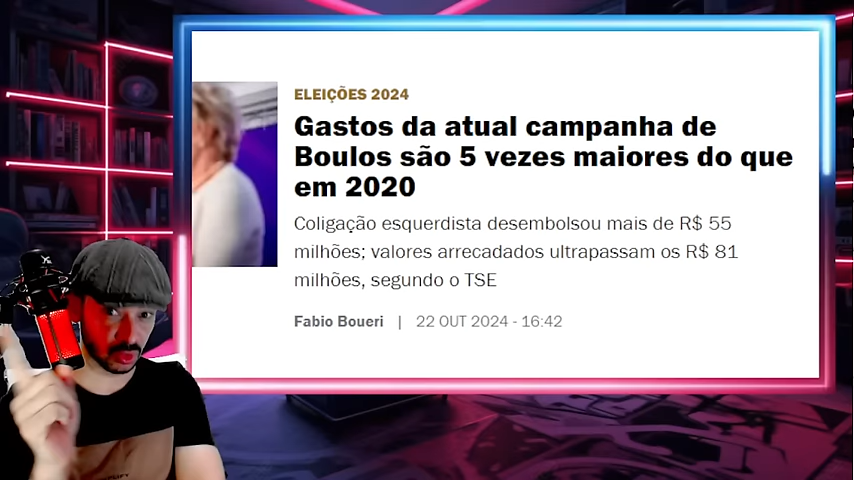 ELEIÇÕES 2024
Gastos da atual campanha de
Boulos são 5 vezes maiores do que
em 2020
Coligação esquerdista desembolsou mais de R$ 55
milhões; valores arrecadados ultrapassam os R$ 81
milhões, segundo o TSE
Fabio Boueri | 22 OUT 2024 - 16:42